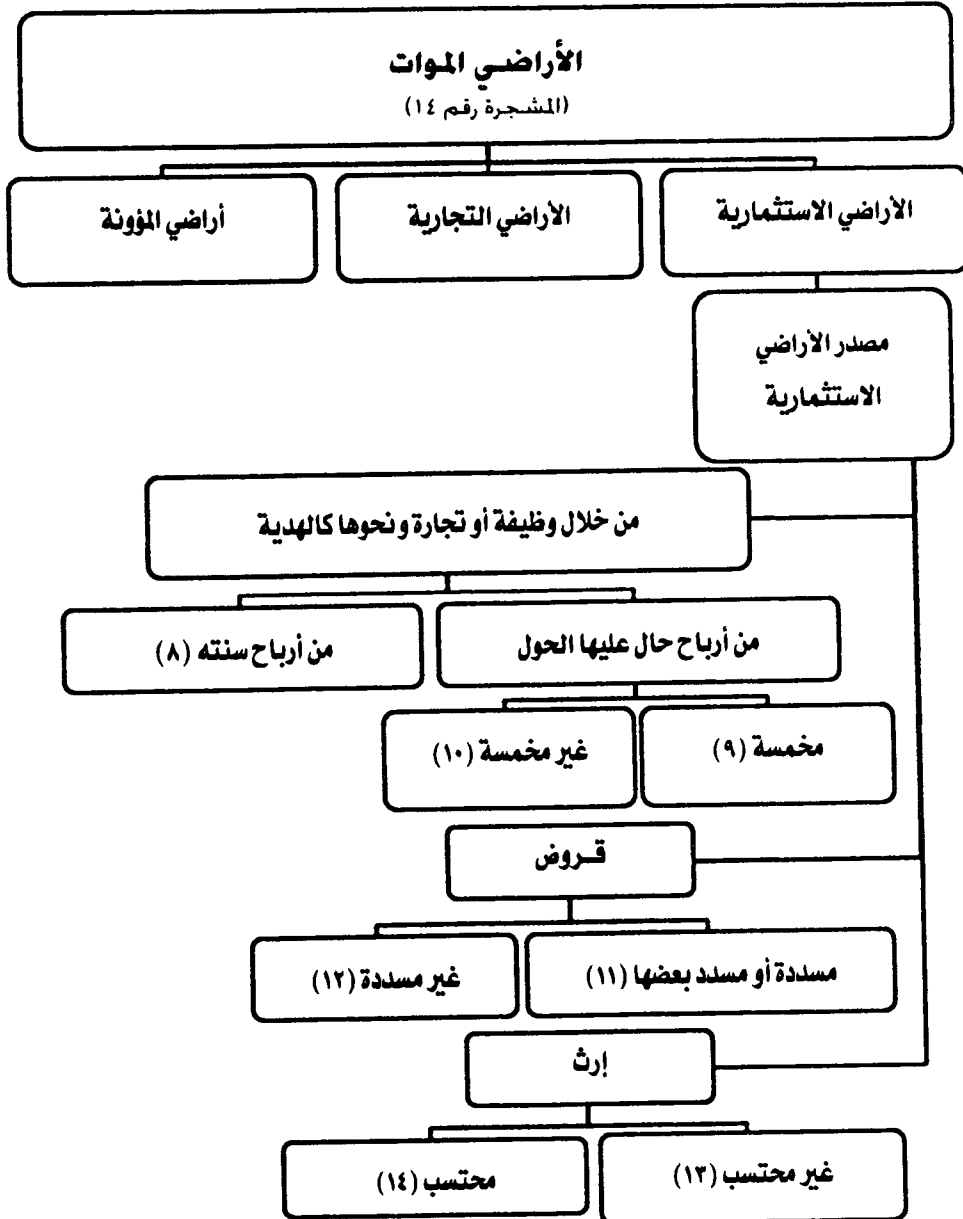 الأراضي الموات
(المشجرة رقم ١٤)
الأراضي الاستثمارية
الأراضي التجارية
أراضي المؤونة
مصدر الأراضي
الاستثمارية
من خلال وظيفة أو تجارة ونحوها كالهدية
من أرباح حال عليها الحول
من أرباح سنته (٨)
مخمسة (٩)
غير مخمسة (١٠)
قروض
مسددة أو مسدد بعضها (١١)
غير مسددة (١٢)
إرث
غير محتسب (١٣)
محتسب (١٤)